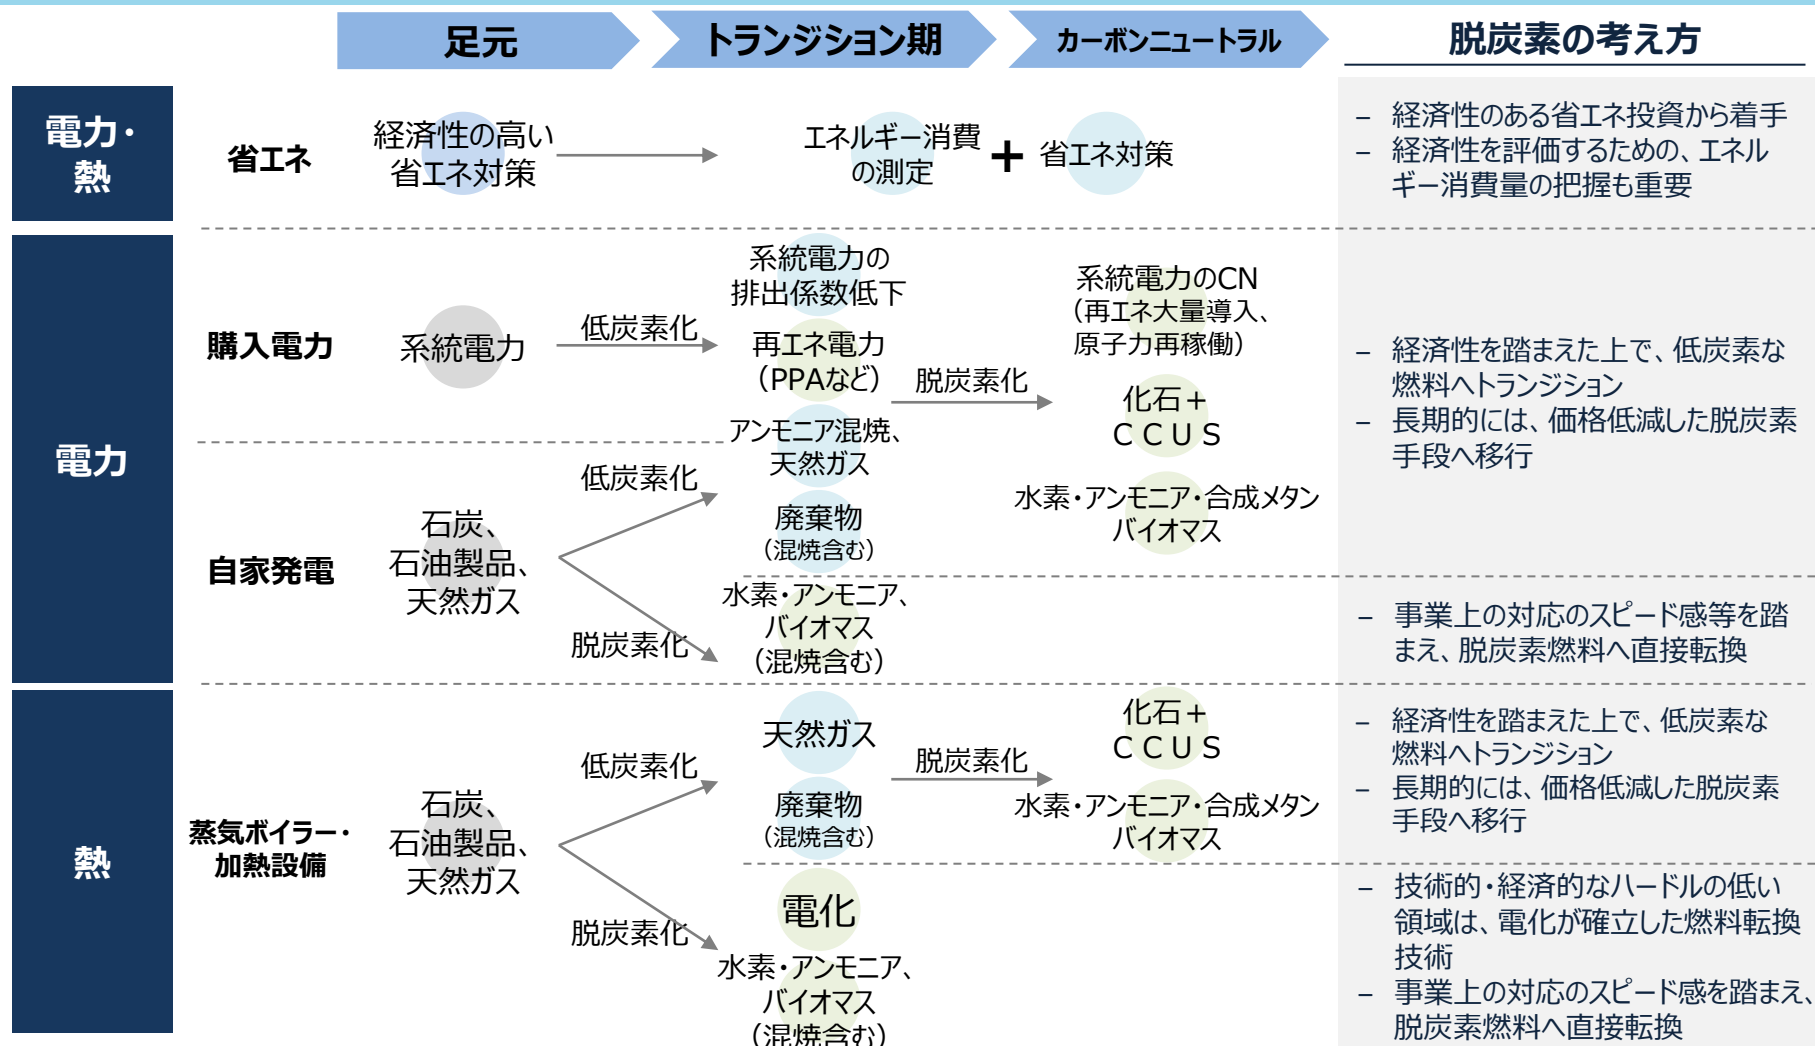 足元
トランジション期
カーボンニュートラル
脱炭素の考え方
電力・
熱
省エネ
経済性の高い
省エネ対策
エネルギー消費
の測定
+
省エネ対策
– 経済性のある省エネ投資から着手
– 経済性を評価するための、エネル
ギー消費量の把握も重要
電力
購入電力
系統電力
低炭素化
系統電力の
排出係数低下
再エネ電力
（PPAなど）
脱炭素化
系統電力のCN
（再エネ大量導入、
原子力再稼働）
化石＋
ＣＣＵＳ
– 経済性を踏まえた上で、低炭素な
燃料へトランジション
– 長期的には、価格低減した脱炭素
手段へ移行
自家発電
石炭、
石油製品、
天然ガス
低炭素化
脱炭素化
アンモニア混焼、
天然ガス
廃棄物
（混焼含む）
水素・アンモニア・合成メタン
バイオマス
水素・アンモニア、
バイオマス
（混焼含む）
– 事業上の対応のスピード感等を踏
まえ、脱炭素燃料へ直接転換
熱
蒸気ボイラー・
加熱設備
石炭、
石油製品、
天然ガス
低炭素化
脱炭素化
天然ガス
廃棄物
（混焼含む）
脱炭素化
化石＋
ＣＣＵＳ
水素・アンモニア・合成メタン
バイオマス
– 経済性を踏まえた上で、低炭素な
燃料へトランジション
– 長期的には、価格低減した脱炭素
手段へ移行
電化
水素・アンモニア、
バイオマス
（混焼含む）
– 技術的・経済的なハードルの低い
領域は、電化が確立した燃料転換
技術
– 事業上の対応のスピード感を踏まえ、
脱炭素燃料へ直接転換